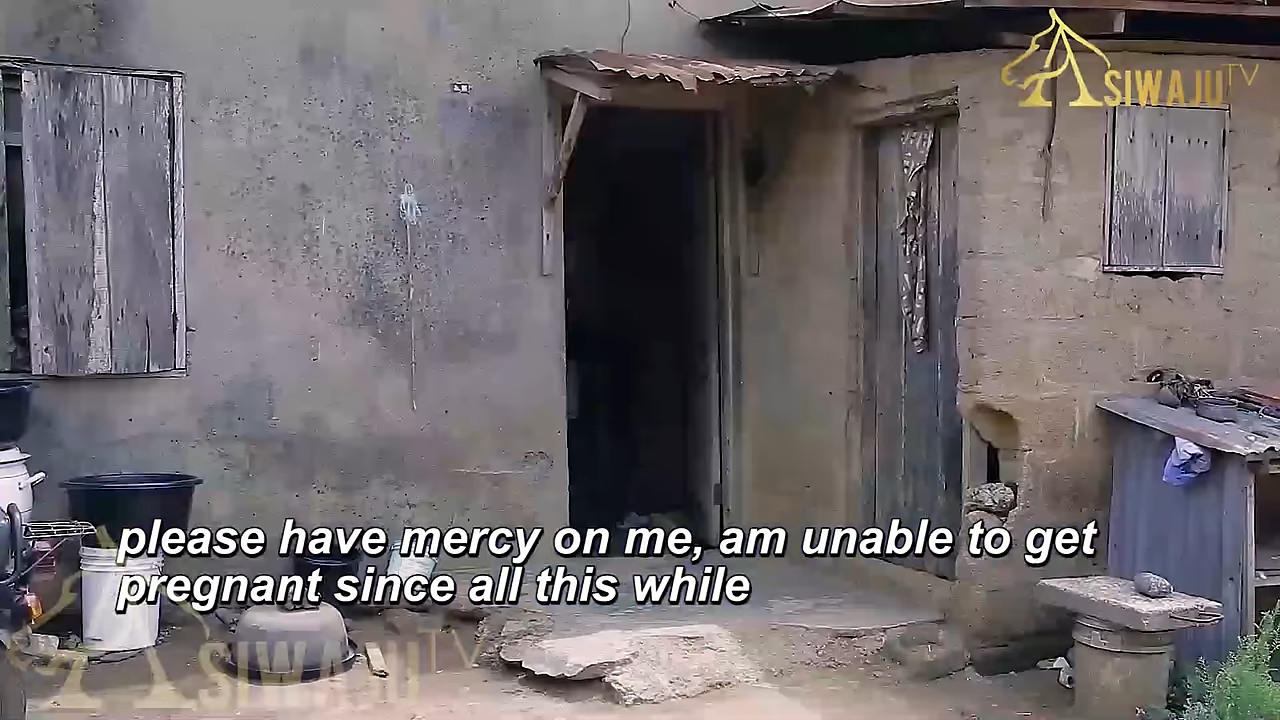 ASIWAJU TV
please have mercy on me, am unable to get
pregnant since all this while
ASIWAJU TV